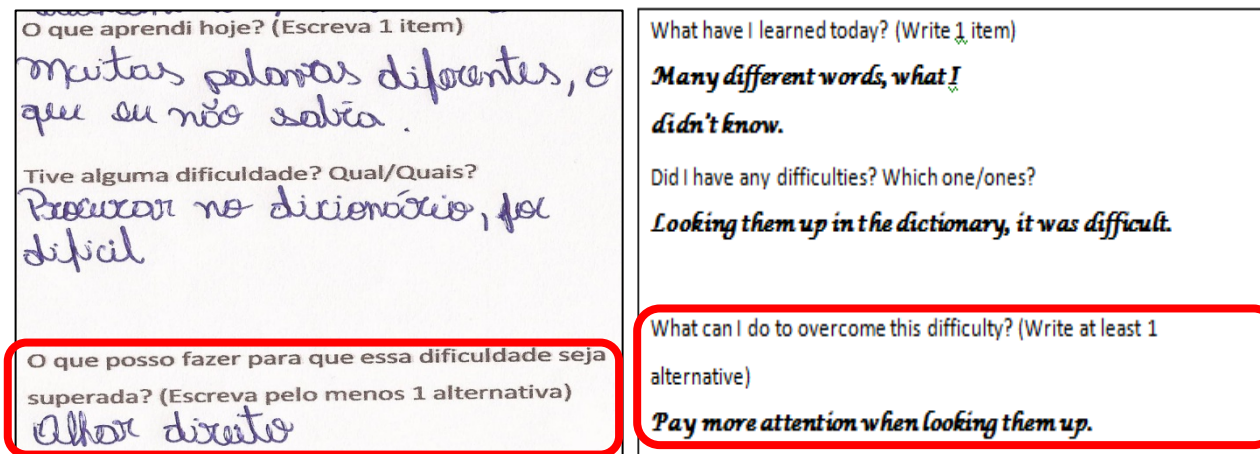 O que aprendi hoje? (Escreva 1 item)
Muitas palavras diferentes, o
que eu não sabia.
Tive alguma dificuldade? Qual/Quais?
Procurar no dicionário, foi
dificil
O que posso fazer para que essa dificuldade seja
superada? (Escreva pelo menos 1 alternativa)
Olhar direito
What have I learned today? (Write 1 item)
Many different words, what I
didn't know.
Did I have any difficulties? Which one/ones?
Looking them up in the dictionary, it was difficult.
What can I do to overcome this difficulty? (Write at least 1
alternative)
Pay more attention when looking them up.